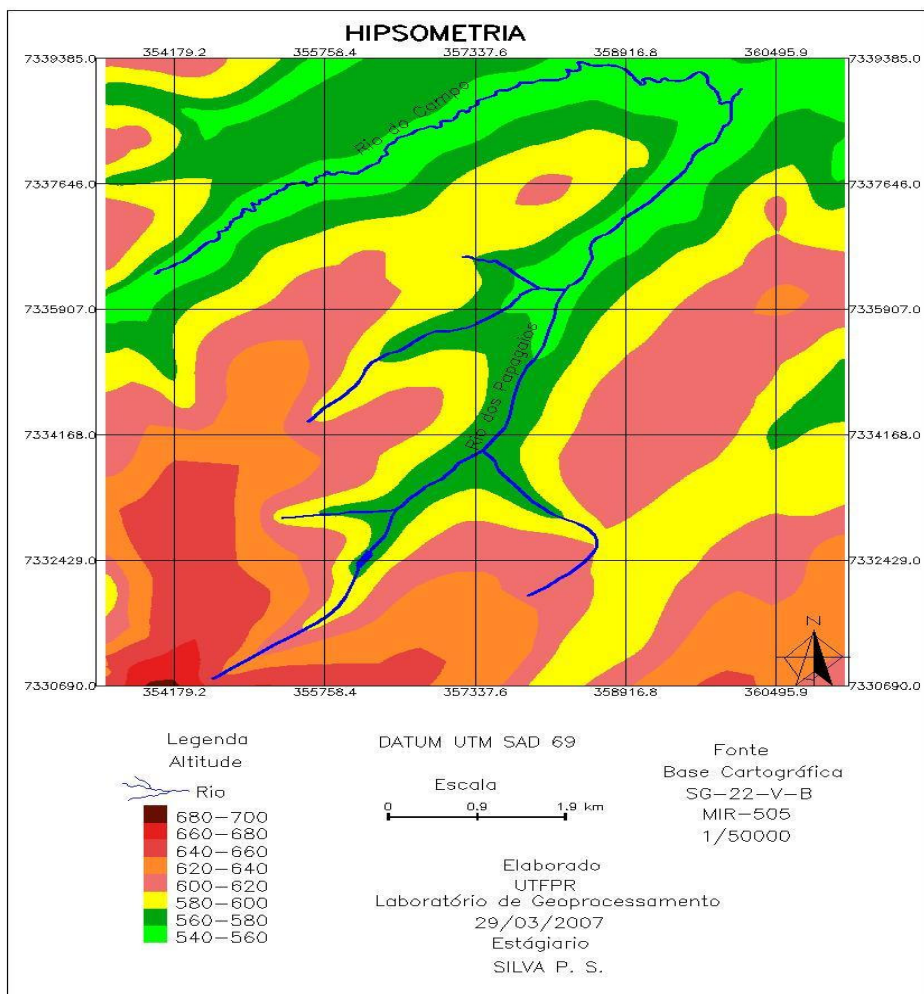 HIPSOMETRIA
354179.2 355758.4 357337.6 358916.8 360495.9
7339385.0 7339385.0
Rio do Campo
7337646.0 7337646.0
7335907.0 7335907.0
Rio dos Papagaios
7334168.0 7334168.0
7332429.0 7332429.0
N
7330690.0 7330690.0
354179.2 355758.4 357337.6 358916.8 360495.9
Legenda
Altitude
Rio
680-700
660-680
640-660
620-640
600-620
580-600
560-580
540-560
DATUM UTM SAD 69
Escala
0 0.9 1.9 km
Fonte
Base Cartográfica
SG-22-V-B
MIR-505
1/50000
Elaborado
UTFPR
Laboratório de Geoprocessamento
29/03/2007
Estágiario
SILVA P. S.